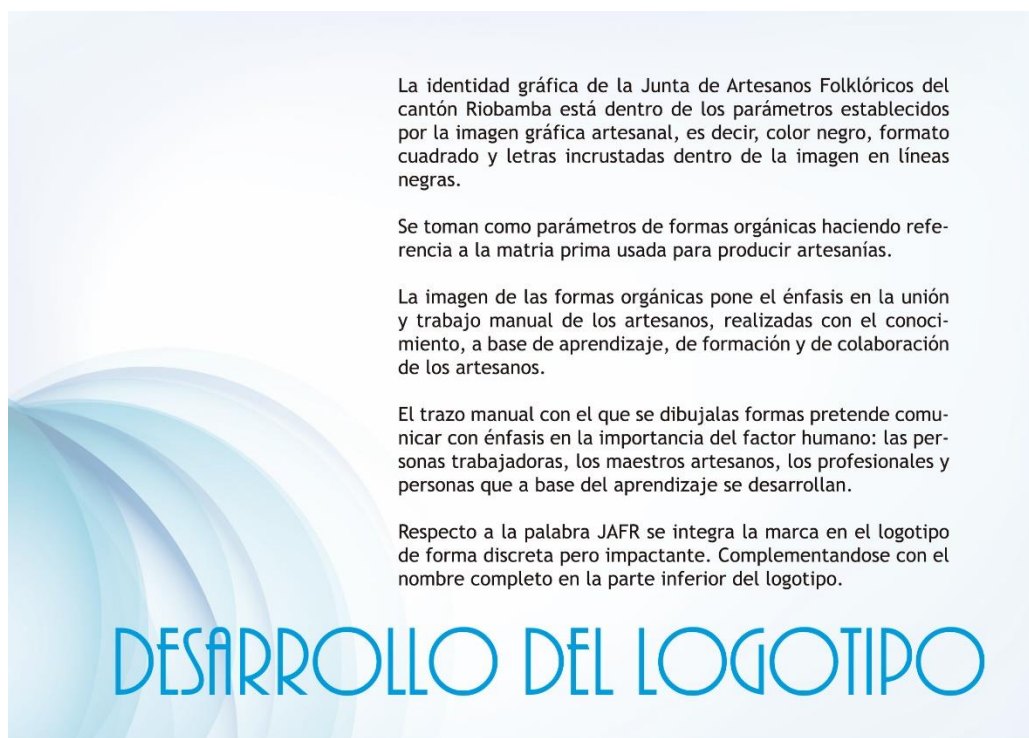 La identidad gráfica de la Junta de Artesanos Folklóricos del
cantón Riobamba está dentro de los parámetros establecidos
por la imagen gráfica artesanal, es decir, color negro, formato
cuadrado y letras incrustadas dentro de la imagen en líneas
negras.
Se toman como parámetros de formas orgánicas haciendo refe-
rencia a la matria prima usada para producir artesanías.
La imagen de las formas orgánicas pone el énfasis en la unión
y trabajo manual de los artesanos, realizadas con el conoci-
miento, a base de aprendizaje, de formación y de colaboración
de los artesanos.
El trazo manual con el que se dibujalas formas pretende comu-
nicar con énfasis en la importancia del factor humano: las per-
sonas trabajadoras, los maestros artesanos, los profesionales y
personas que a base del aprendizaje se desarrollan.
Respecto a la palabra JAFR se integra la marca en el logotipo
de forma discreta pero impactante. Complementandose con el
nombre completo en la parte inferior del logotipo.
DESARROLLO DEL LOGOTIPO